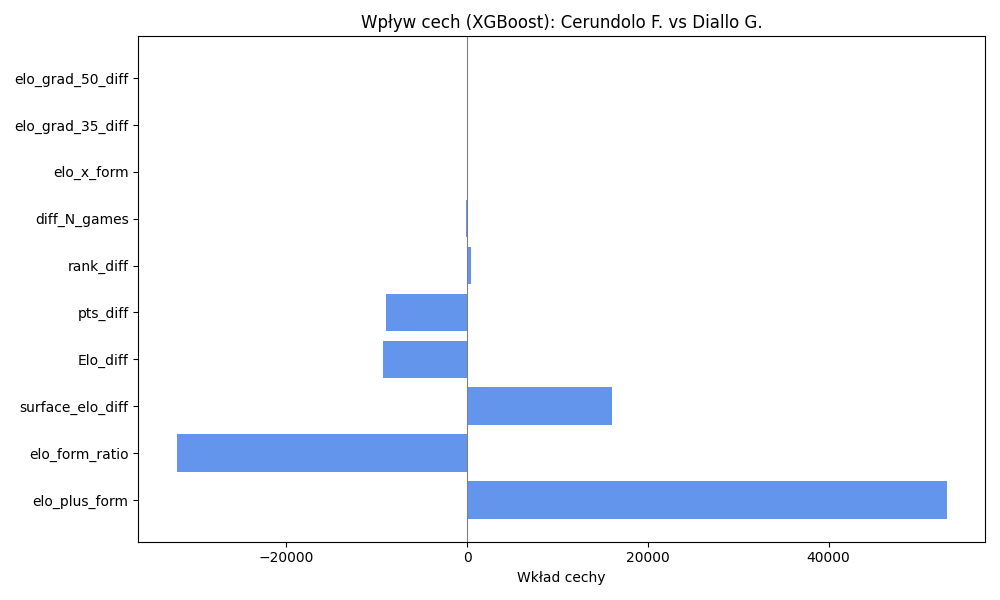 Wpływ cech (XGBoost): Cerundolo F. vs Diallo G.
elo_grad_50_diff
elo_grad_35_diff
elo_x_form
diff_N_games
rank_diff
pts_diff
Elo_diff
surface_elo_diff
elo_form_ratio
elo_plus_form
−20000 0 20000 40000
Wkład cechy